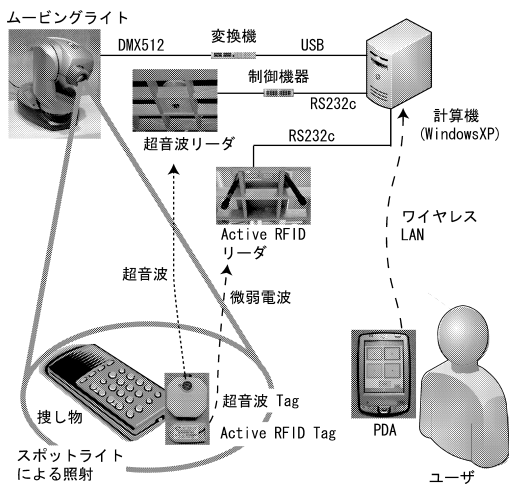 ムービングライト
DMX512
変換機
USB
制御機器
RS232c
超音波リーダ
計算機
(WindowsXP)
RS232c
Active RFID
リーダ
ワイヤレス
LAN
超音波
微弱電波
超音波 Tag
捜し物
Active RFID Tag
PDA
スポットライト
による照射
ユーザ